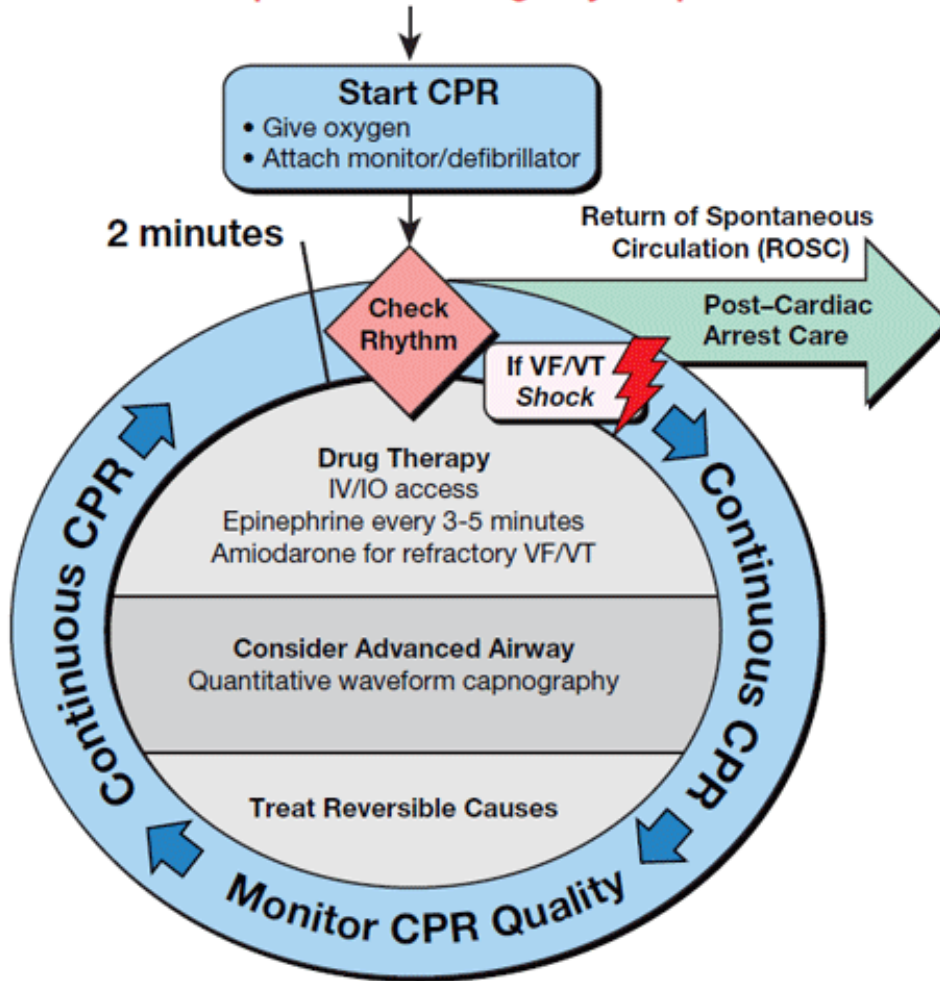 Start CPR
• Give oxygen
• Attach monitor/defibrillator
2 minutes
Return of Spontaneous
Circulation (ROSC)
Post–Cardiac
Arrest Care
Check
Rhythm
If VF/VT
Shock
Drug Therapy
IV/IO access
Epinephrine every 3-5 minutes
Amiodarone for refractory VF/VT
Consider Advanced Airway
Quantitative waveform capnography
Treat Reversible Causes
Continuous CPR
Monitor CPR Quality
Continuous CPR